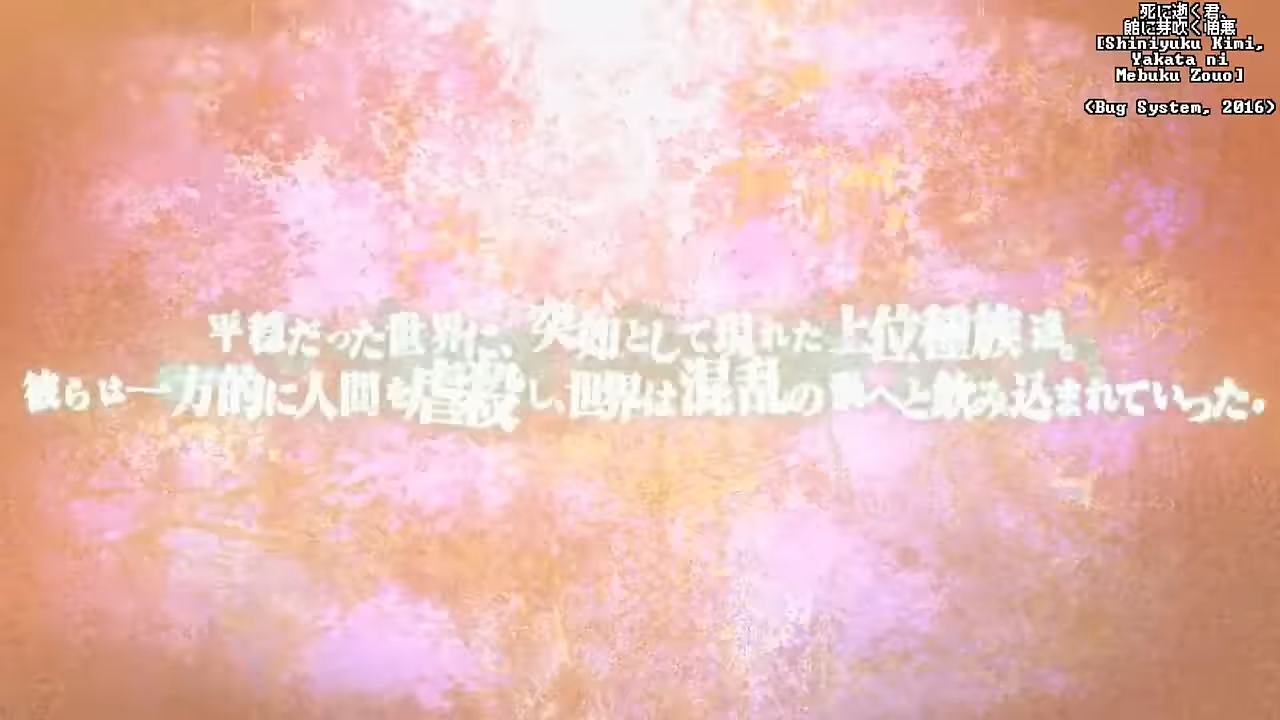 死に逝く君、
館に芽吹く憎悪
[Shiniyuku Kimi,
Yakata ni
Mebuku Zouo]
<Bug System, 2016>
平穏だった世界に、突如として現れた上位種族達。
彼らは一方的に人間を虐殺し、世界は混乱の へと飲み込まれていった。